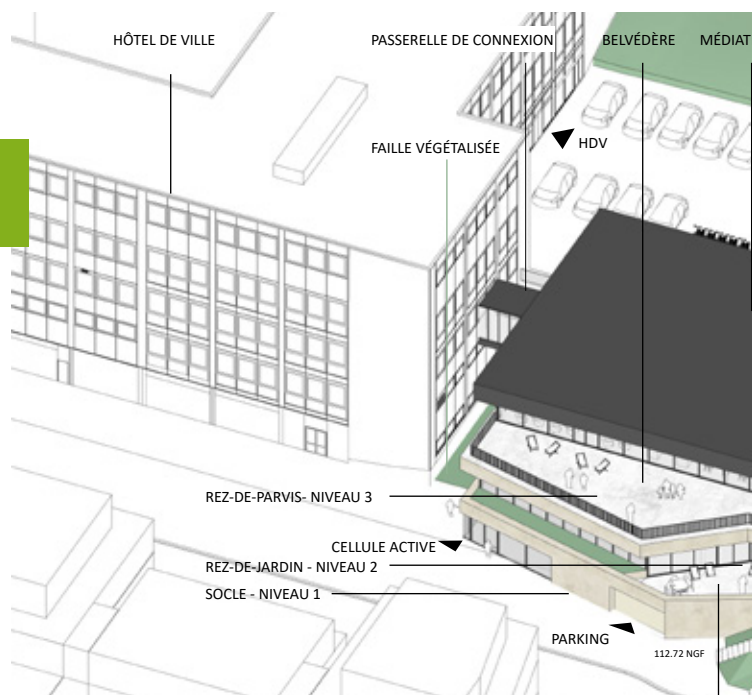 HÔTEL DE VILLE
PASSERELLE DE CONNEXION
BELVÉDÈRE
MÉDIAT
FAILLE VÉGÉTALISÉE
HDV
REZ-DE-PARVIS- NIVEAU 3
CELLULE ACTIVE
REZ-DE-JARDIN - NIVEAU 2
SOCLE - NIVEAU 1
PARKING
112.72 NGF